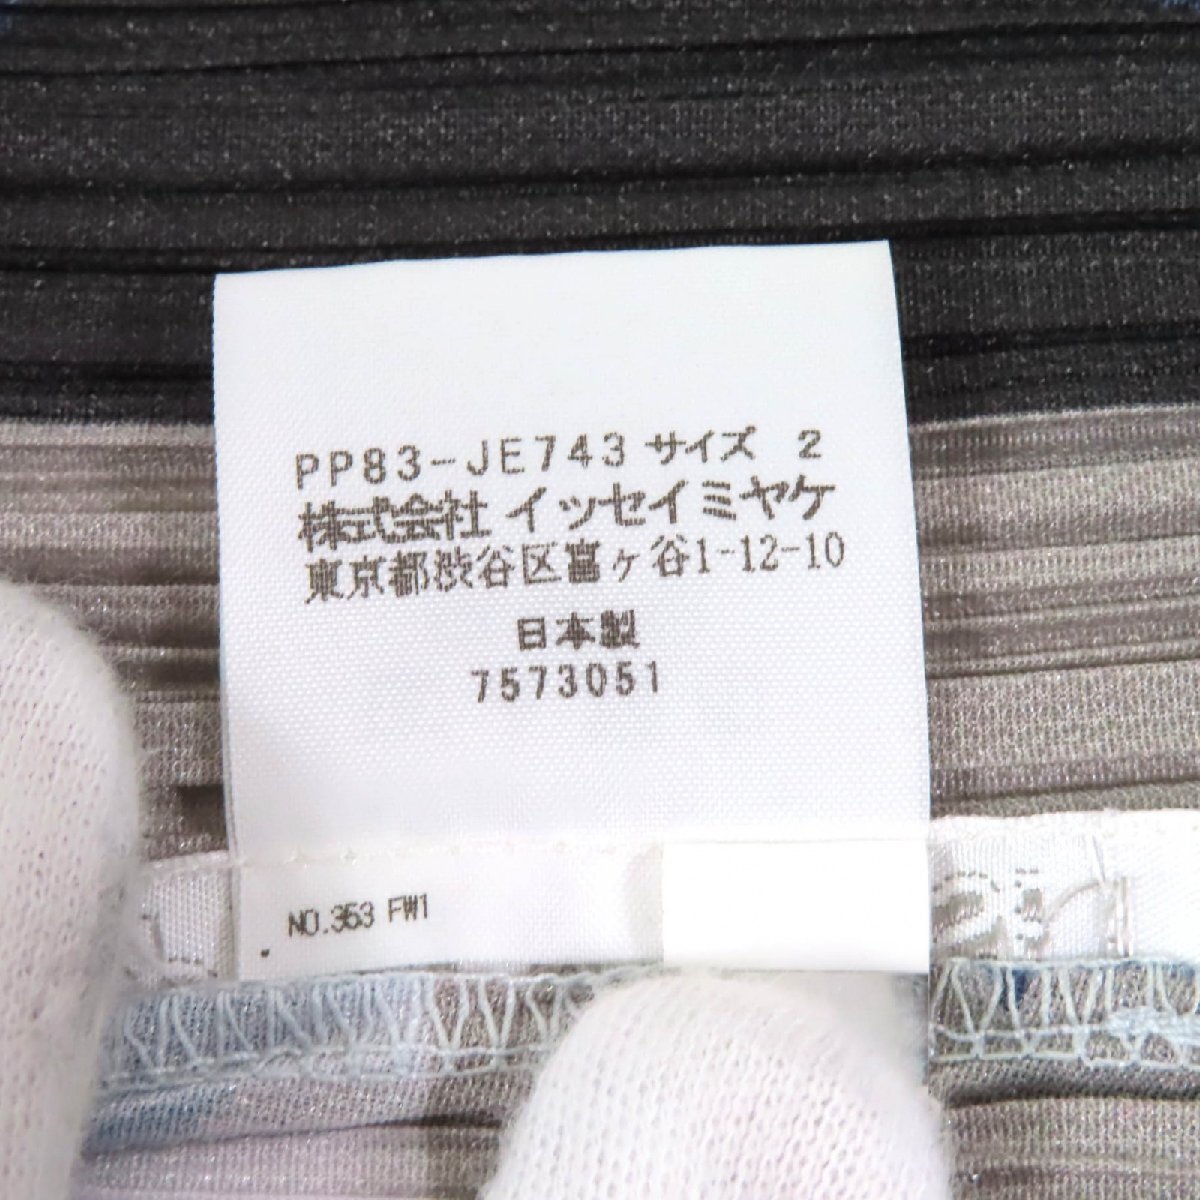 PP83-JE743 サイズ 2
株式会社 イッセイミヤケ
東京都渋谷区富ヶ谷1-12-10
日本製
7573051
NO.353 FW1